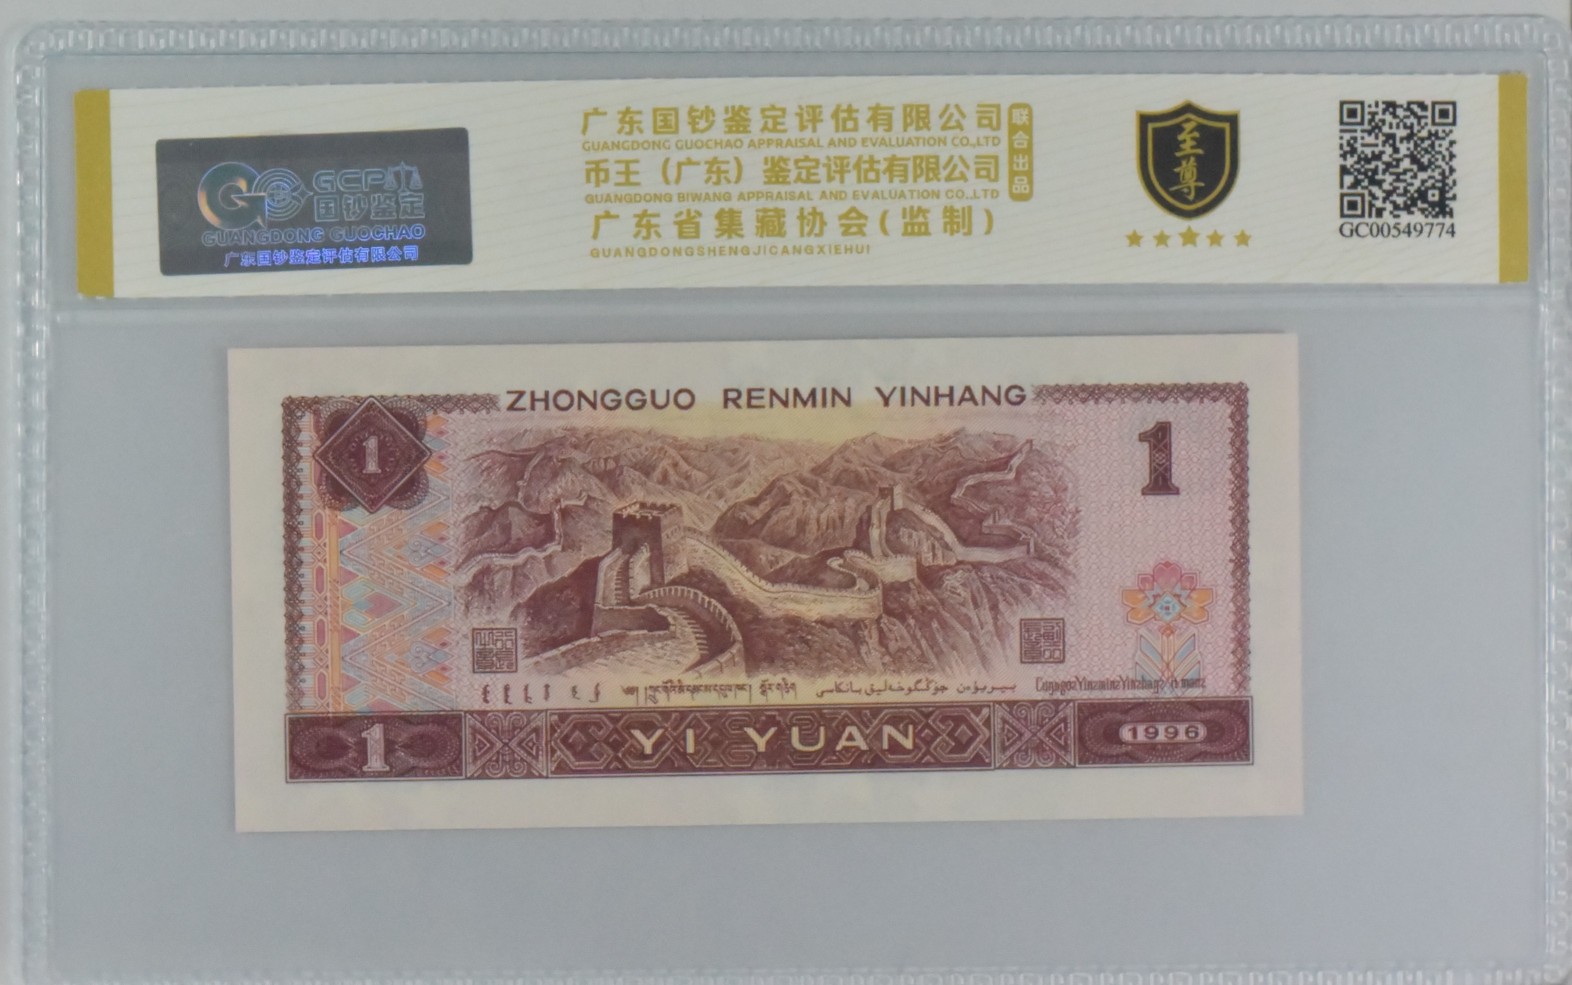 GCP
国钞鉴定
GUANGDONG GUOCHAO
广东国钞鉴定评估有限公司
广东国钞鉴定评估有限公司
GUANGDONG GUOCHAO APPRAISAL AND EVALUATION CO.,LTD
币王（广东）鉴定评估有限公司
GUANGDONG BIWANG APPRAISAL AND EVALUATION CO.,LTD
联合出品
广东省集藏协会(监制)
GUANGDONGSHENGJICANGXIEHUI
至尊
GC00549774
ZHONGGUO RENMIN YINHANG
1
1
1
YI YUAN
1996